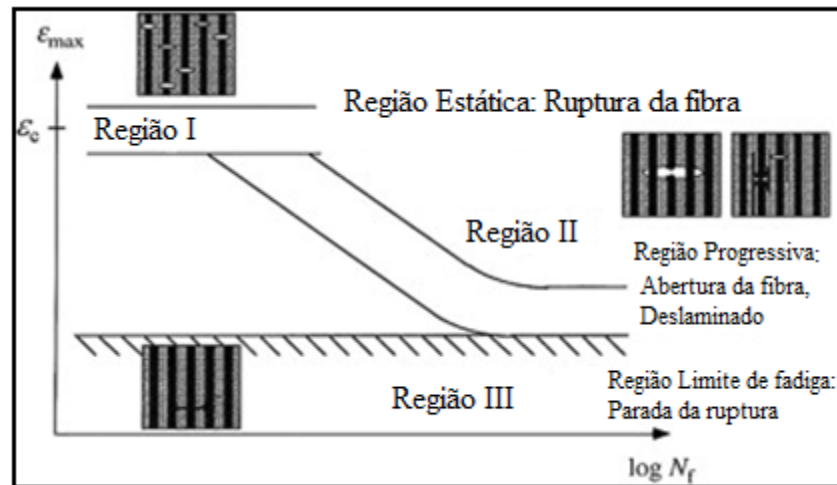 ε_max
Região Estática: Ruptura da fibra
ε_c
Região I
Região II
Região Progressiva:
Abertura da fibra,
Deslaminado
Região III
Região Limite de fadiga:
Parada da ruptura
log N_f